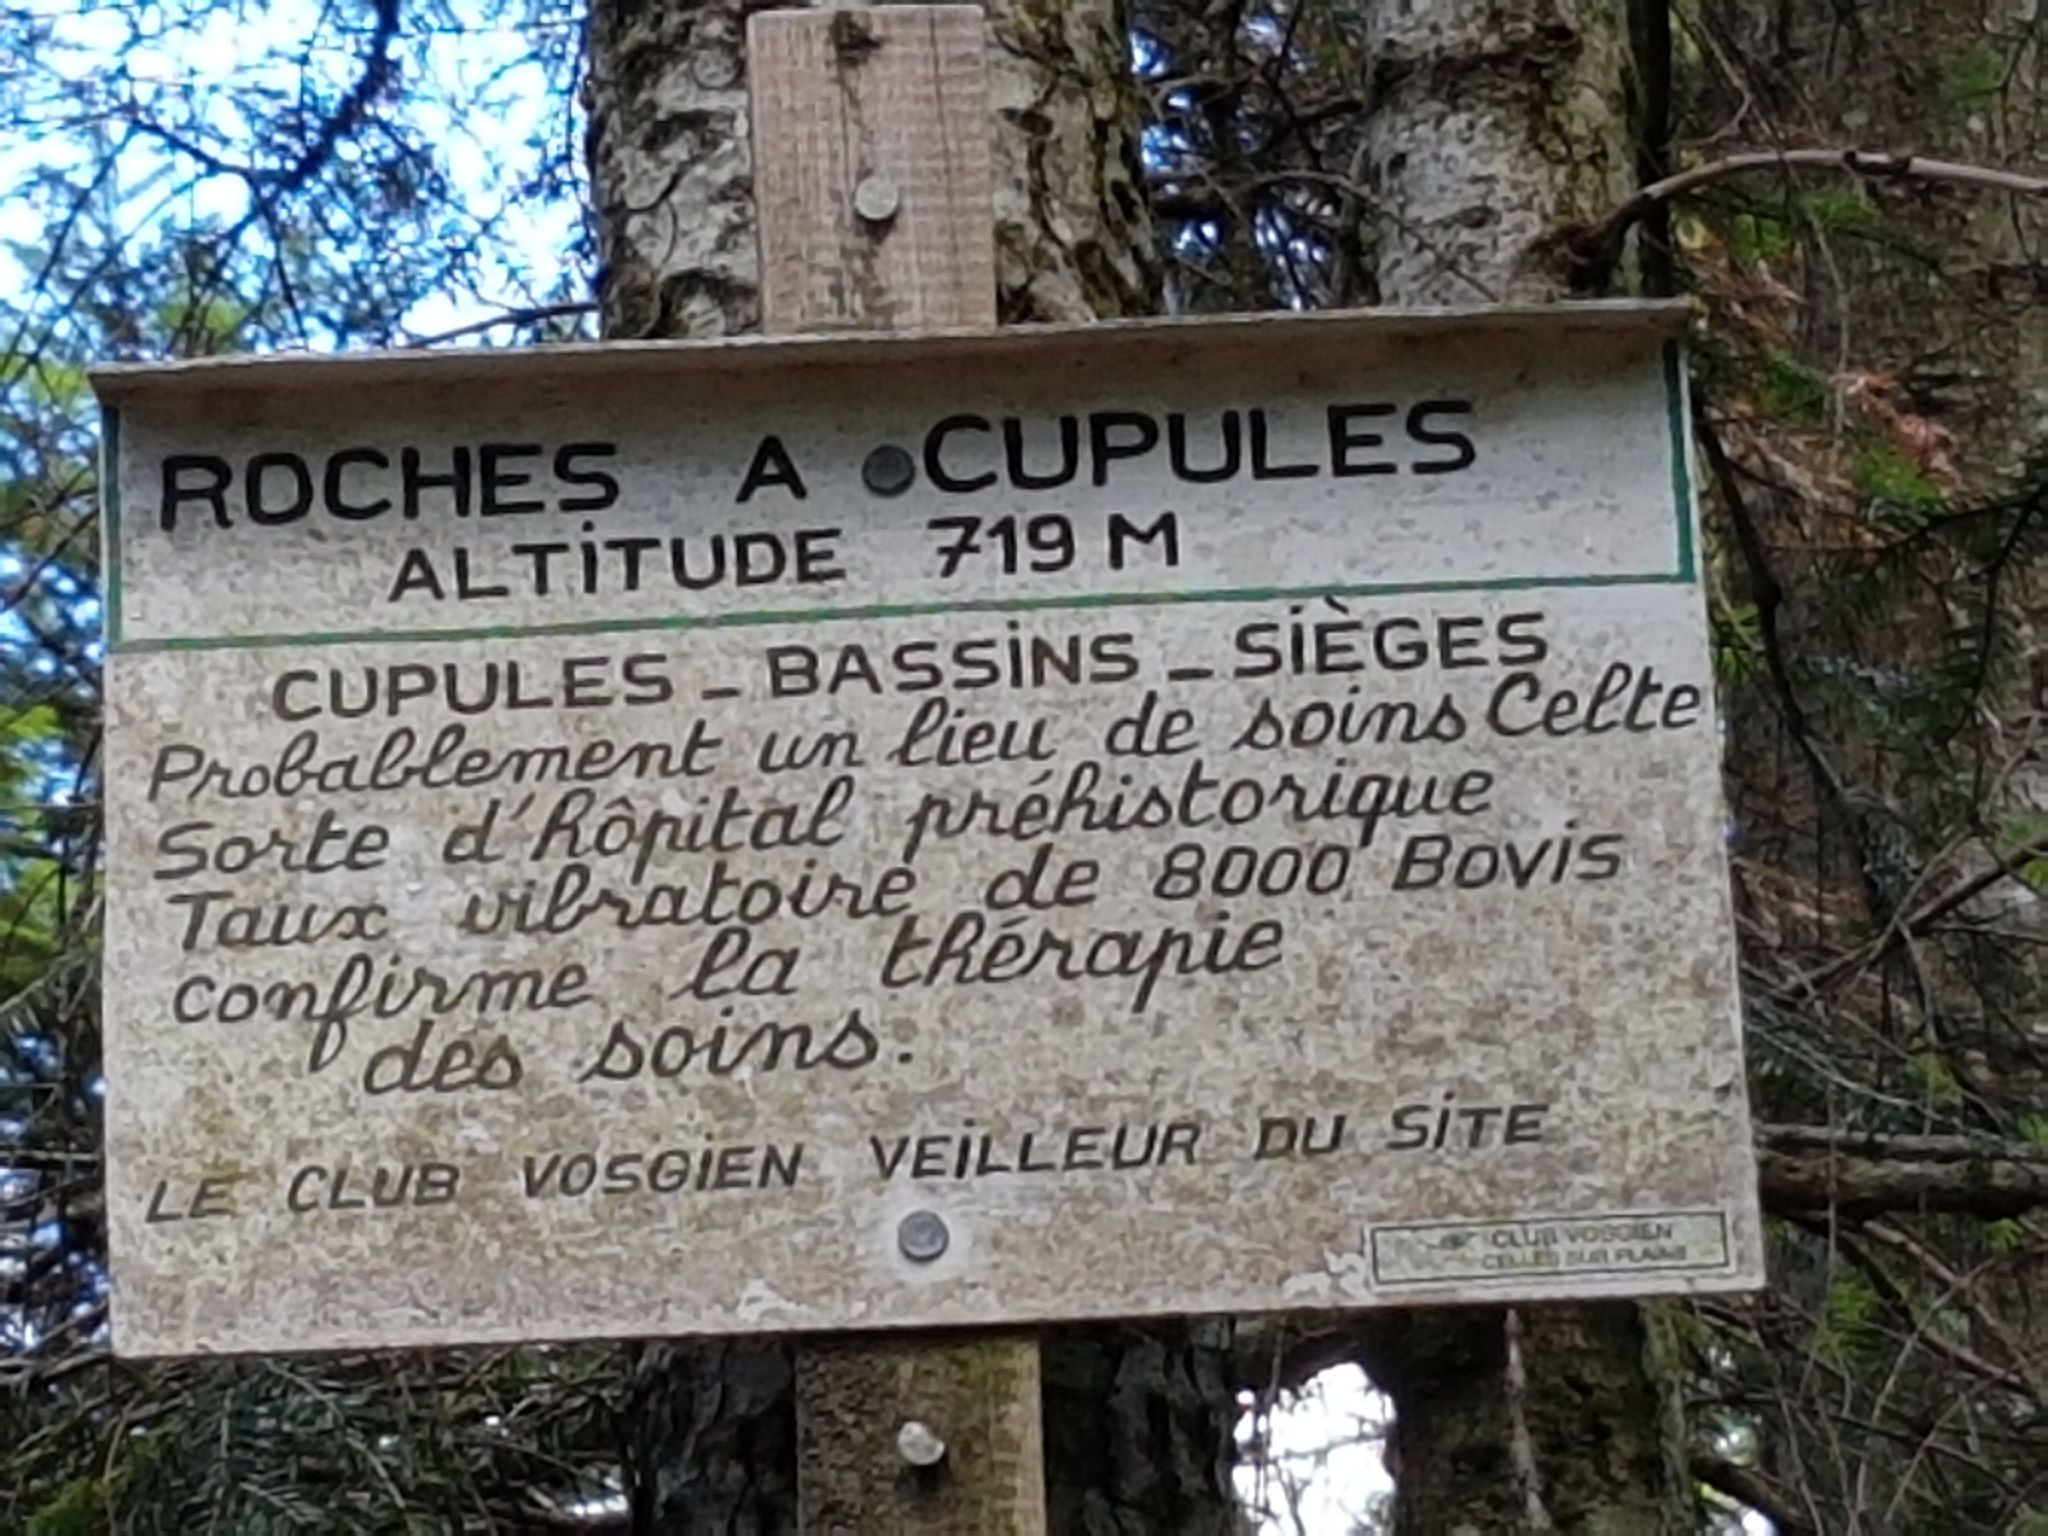 ROCHES A CUPULES
ALTiTUDE 719 M
CUPULES - BASSiNS - SiÈGES
Probablement un lieu de soins Celte
Sorte d'hôpital préhistorique
Taux vibratoire de 8000 BOViS
confirme la thérapie
des soins.
LE CLUB VOSGiEN VEiLLEUR DU SiTE
CLUB VOSGIEN
CELLES SUR PLAINE